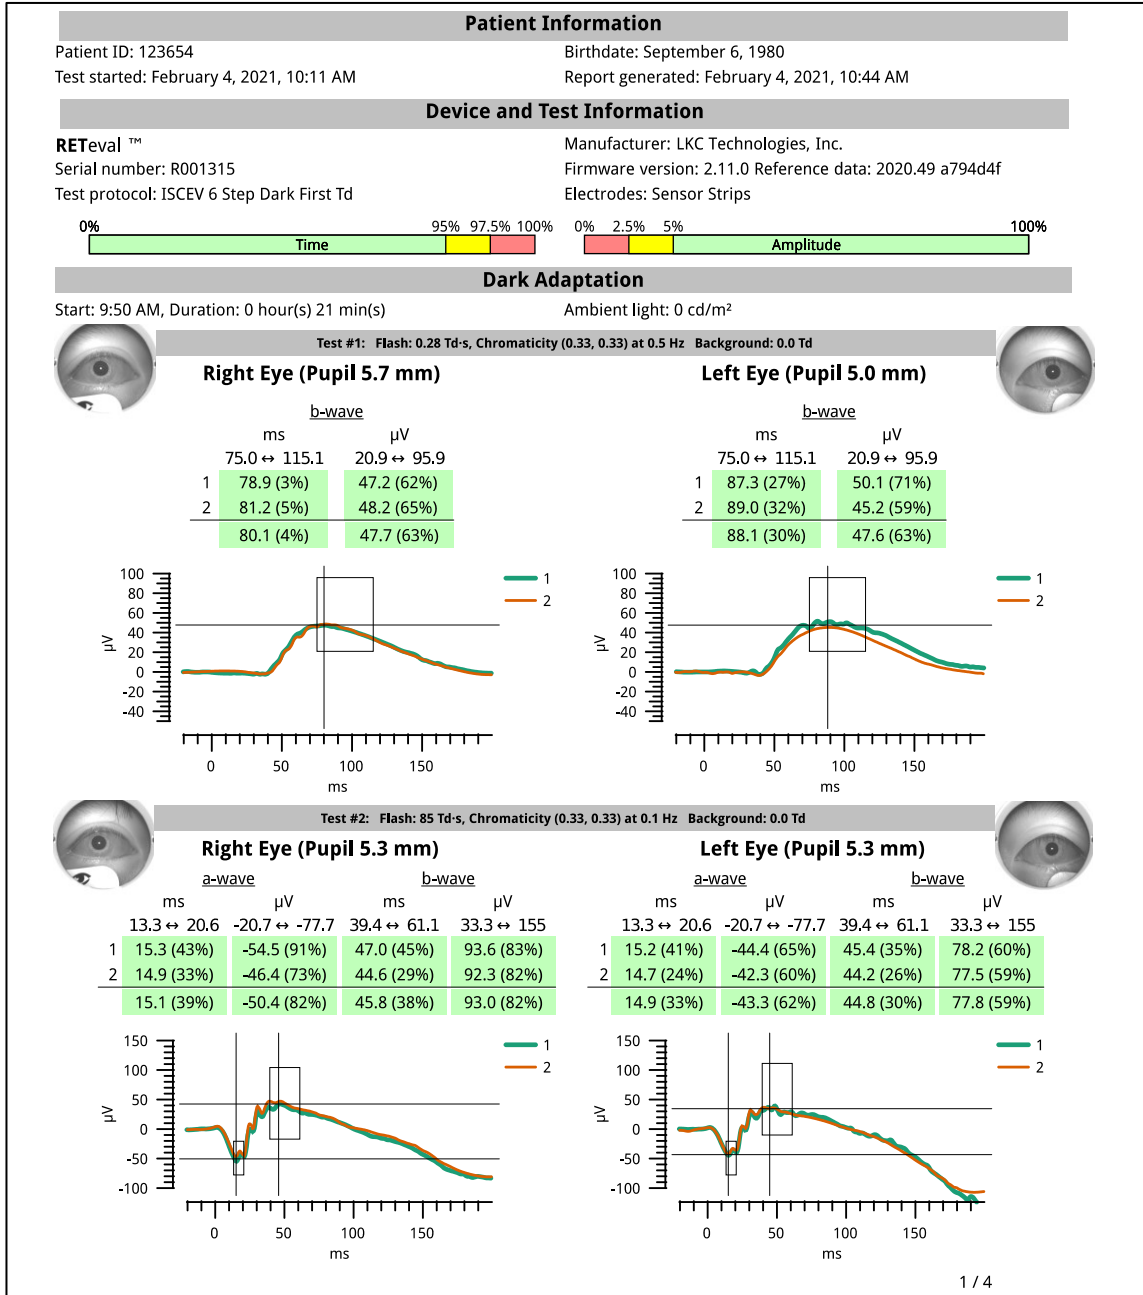 Patient Information
Patient ID: 123654 Birthdate: September 6, 1980
Test started: February 4, 2021, 10:11 AM Report generated: February 4, 2021, 10:44 AM
Device and Test Information
RETeval ™ Manufacturer: LKC Technologies, Inc.
Serial number: R001315 Firmware version: 2.11.0 Reference data: 2020.49 a794d4f
Test protocol: ISCEV 6 Step Dark First Td Electrodes: Sensor Strips
0% 95% 97.5% 100% 0% 2.5% 5% 100%
Time Amplitude
Dark Adaptation
Start: 9:50 AM, Duration: 0 hour(s) 21 min(s) Ambient light: 0 cd/m²
Test #1: Flash: 0.28 Td·s, Chromaticity (0.33, 0.33) at 0.5 Hz Background: 0.0 Td
Right Eye (Pupil 5.7 mm) Left Eye (Pupil 5.0 mm)
b-wave b-wave
ms µV ms µV
75.0 ↔ 115.1 20.9 ↔ 95.9 75.0 ↔ 115.1 20.9 ↔ 95.9
1 78.9 (3%) 47.2 (62%) 1 87.3 (27%) 50.1 (71%)
2 81.2 (5%) 48.2 (65%) 2 89.0 (32%) 45.2 (59%)
80.1 (4%) 47.7 (63%) 88.1 (30%) 47.6 (63%)
100 1 100 1
80 80
60 2 60 2
40 40
µV 20 µV 20
0 0
-20 -20
-40 -40
0 50 100 150 0 50 100 150
ms ms
Test #2: Flash: 85 Td·s, Chromaticity (0.33, 0.33) at 0.1 Hz Background: 0.0 Td
Right Eye (Pupil 5.3 mm) Left Eye (Pupil 5.3 mm)
a-wave b-wave a-wave b-wave
ms µV ms µV ms µV ms µV
13.3 ↔ 20.6 -20.7 ↔ -77.7 39.4 ↔ 61.1 33.3 ↔ 155 13.3 ↔ 20.6 -20.7 ↔ -77.7 39.4 ↔ 61.1 33.3 ↔ 155
1 15.3 (43%) -54.5 (91%) 47.0 (45%) 93.6 (83%) 1 15.2 (41%) -44.4 (65%) 45.4 (35%) 78.2 (60%)
2 14.9 (33%) -46.4 (73%) 44.6 (29%) 92.3 (82%) 2 14.7 (24%) -42.3 (60%) 44.2 (26%) 77.5 (59%)
15.1 (39%) -50.4 (82%) 45.8 (38%) 93.0 (82%) 14.9 (33%) -43.3 (62%) 44.8 (30%) 77.8 (59%)
150 1 150 1
100 2 100 2
50 50
µV 0 µV 0
-50 -50
-100 -100
0 50 100 150 0 50 100 150
ms ms
1 / 4